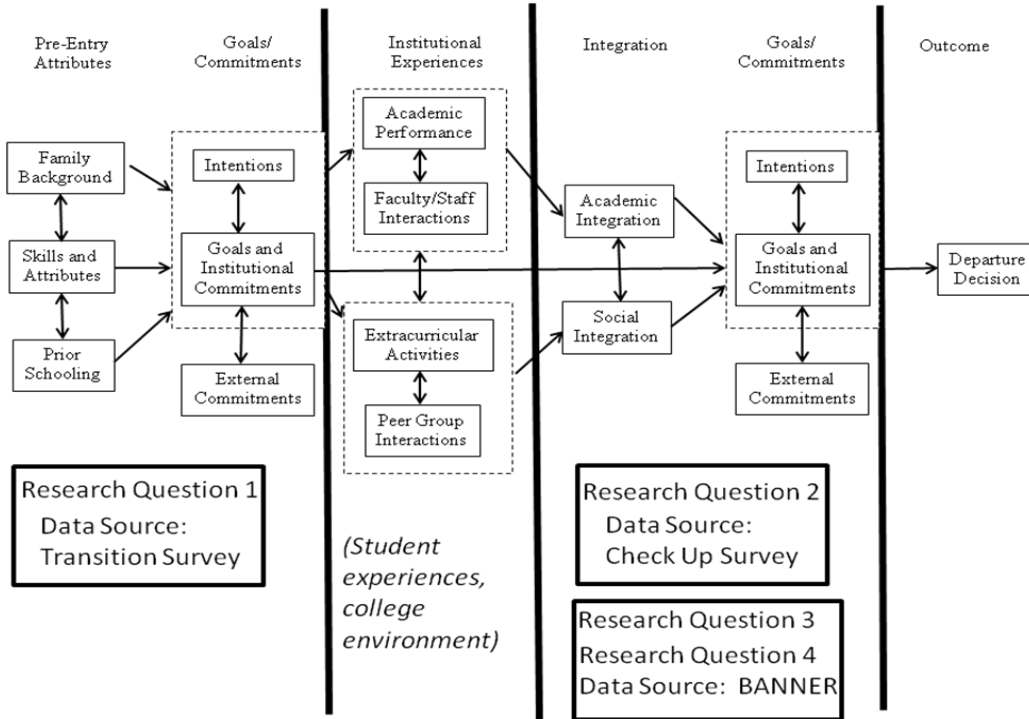 Pre-Entry
Attributes
Goals/
Commitments
Institutional
Experiences
Integration
Goals/
Commitments
Outcome
Family
Background
Skills and
Attributes
Prior
Schooling
Intentions
Goals and
Institutional
Commitments
External
Commitments
Academic
Performance
Faculty/Staff
Interactions
Extracurricular
Activities
Peer Group
Interactions
Academic
Integration
Social
Integration
Intentions
Goals and
Institutional
Commitments
External
Commitments
Departure
Decision
Research Question 1
Data Source:
Transition Survey
(Student
experiences,
college
environment)
Research Question 2
Data Source:
Check Up Survey
Research Question 3
Research Question 4
Data Source: BANNER